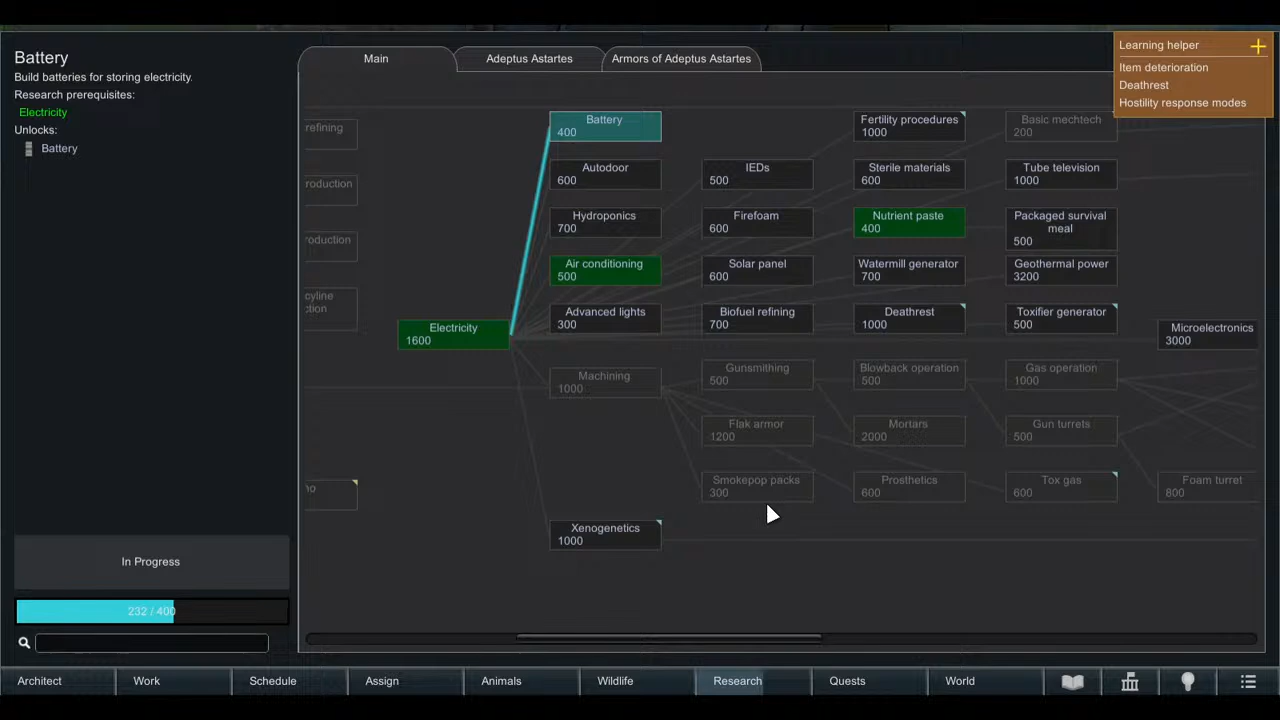 Battery
Build batteries for storing electricity.
Research prerequisites:
Electricity
Unlocks:
Battery
In Progress
232 / 400
Main
Adeptus Astartes
Armors of Adeptus Astartes
Learning helper
Item deterioration
Deathrest
Hostility response modes
refining
roduction
roduction
cyline
ction
no
Electricity
1600
Battery
400
Autodoor
600
Hydroponics
700
Air conditioning
500
Advanced lights
300
Machining
1000
Xenogenetics
1000
IEDs
500
Firefoam
600
Solar panel
600
Biofuel refining
700
Gunsmithing
500
Flak armor
1200
Smokepop packs
300
Fertility procedures
1000
Sterile materials
600
Nutrient paste
400
Watermill generator
700
Deathrest
1000
Blowback operation
500
Mortars
2000
Prosthetics
600
Basic mechtech
200
Tube television
1000
Packaged survival
meal
500
Geothermal power
3200
Toxifier generator
500
Gas operation
1000
Gun turrets
500
Tox gas
600
Microelectronics
3000
Foam turret
800
Architect
Work
Schedule
Assign
Animals
Wildlife
Research
Quests
World